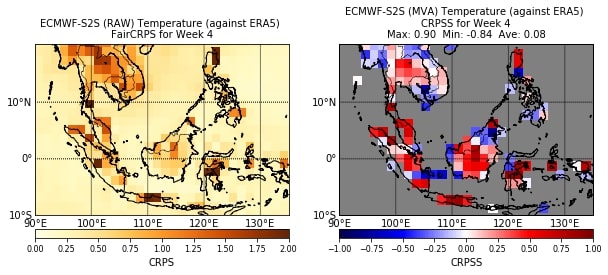 ECMWF-S2S (RAW) Temperature (against ERA5)
FairCRPS for Week 4
10°N
0°
10°S
90°E 100°E 110°E 120°E 130°E
0.00 0.25 0.50 0.75 1.00 1.25 1.50 1.75 2.00
CRPS
ECMWF-S2S (MVA) Temperature (against ERA5)
CRPSS for Week 4
Max: 0.90 Min: -0.84 Ave: 0.08
10°N
0°
10°S
90°E 100°E 110°E 120°E 130°E
−1.00 −0.75 −0.50 −0.25 0.00 0.25 0.50 0.75 1.00
CRPSS